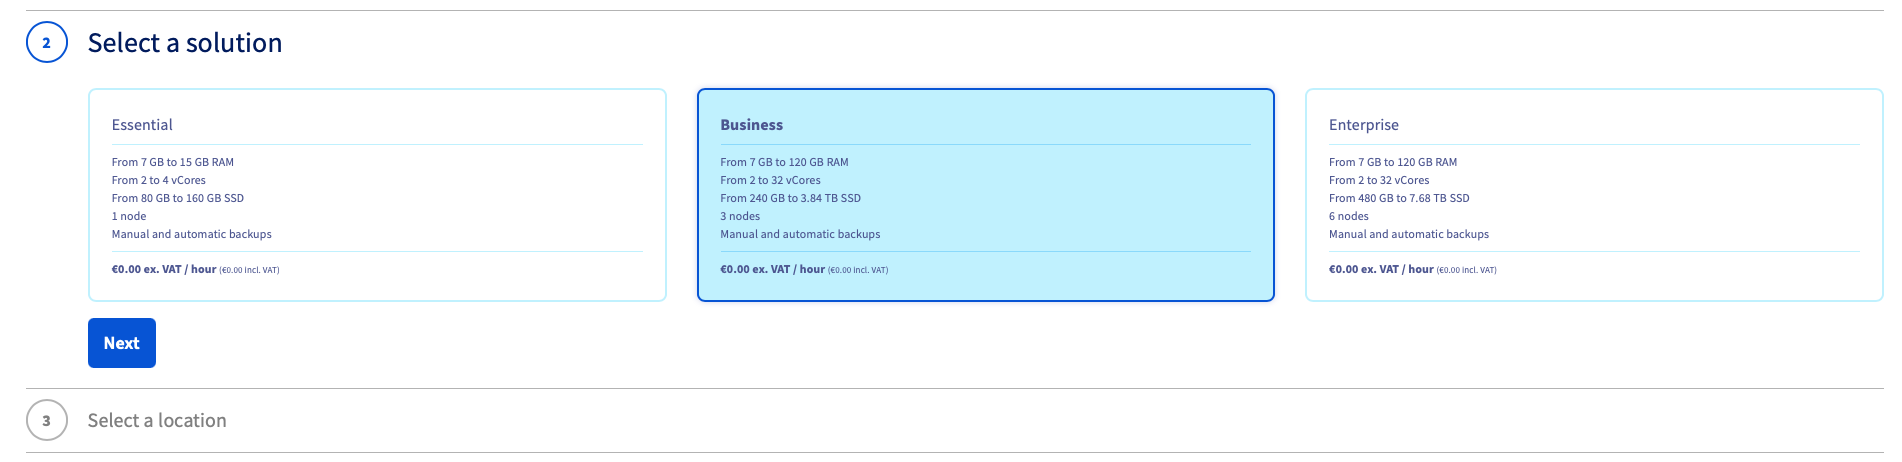 2
Select a solution
Essential
From 7 GB to 15 GB RAM
From 2 to 4 vCores
From 80 GB to 160 GB SSD
1 node
Manual and automatic backups
€0.00 ex. VAT / hour (€0.00 incl. VAT)
Business
From 7 GB to 120 GB RAM
From 2 to 32 vCores
From 240 GB to 3.84 TB SSD
3 nodes
Manual and automatic backups
€0.00 ex. VAT / hour (€0.00 incl. VAT)
Enterprise
From 7 GB to 120 GB RAM
From 2 to 32 vCores
From 480 GB to 7.68 TB SSD
6 nodes
Manual and automatic backups
€0.00 ex. VAT / hour (€0.00 incl. VAT)
Next
3
Select a location